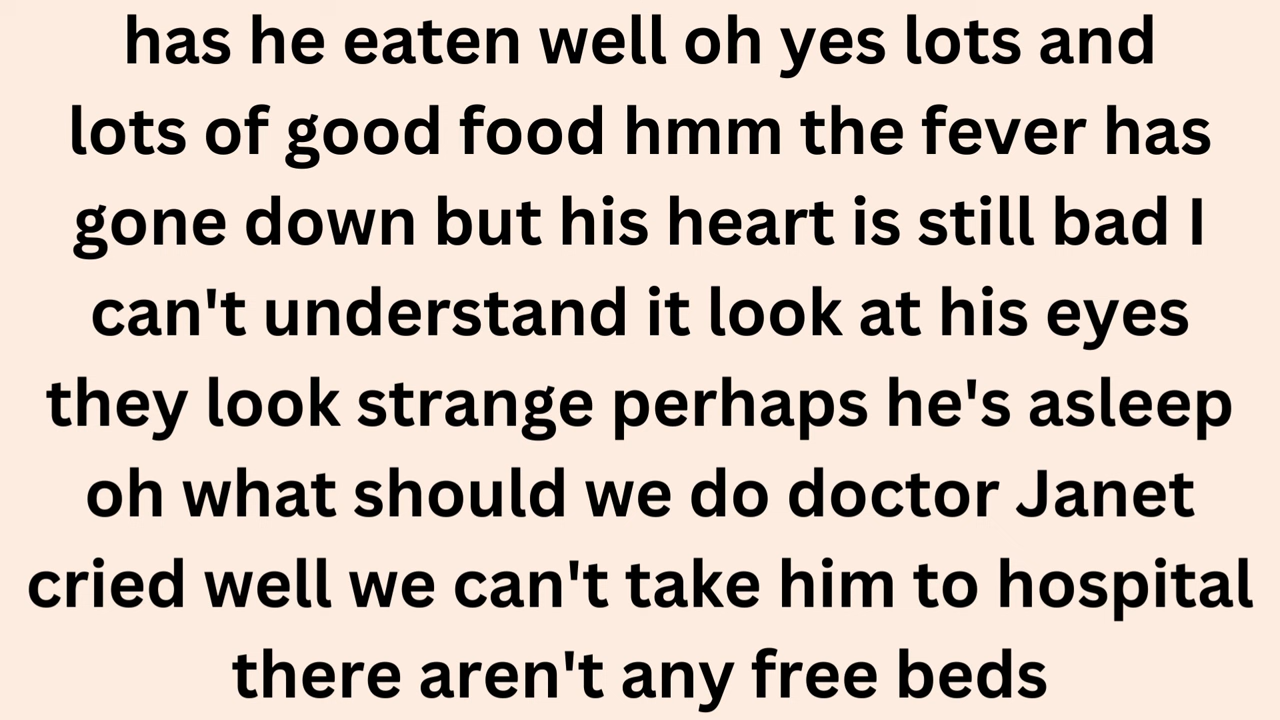 has he eaten well oh yes lots and
lots of good food hmm the fever has
gone down but his heart is still bad I
can't understand it look at his eyes
they look strange perhaps he's asleep
oh what should we do doctor Janet
cried well we can't take him to hospital
there aren't any free beds